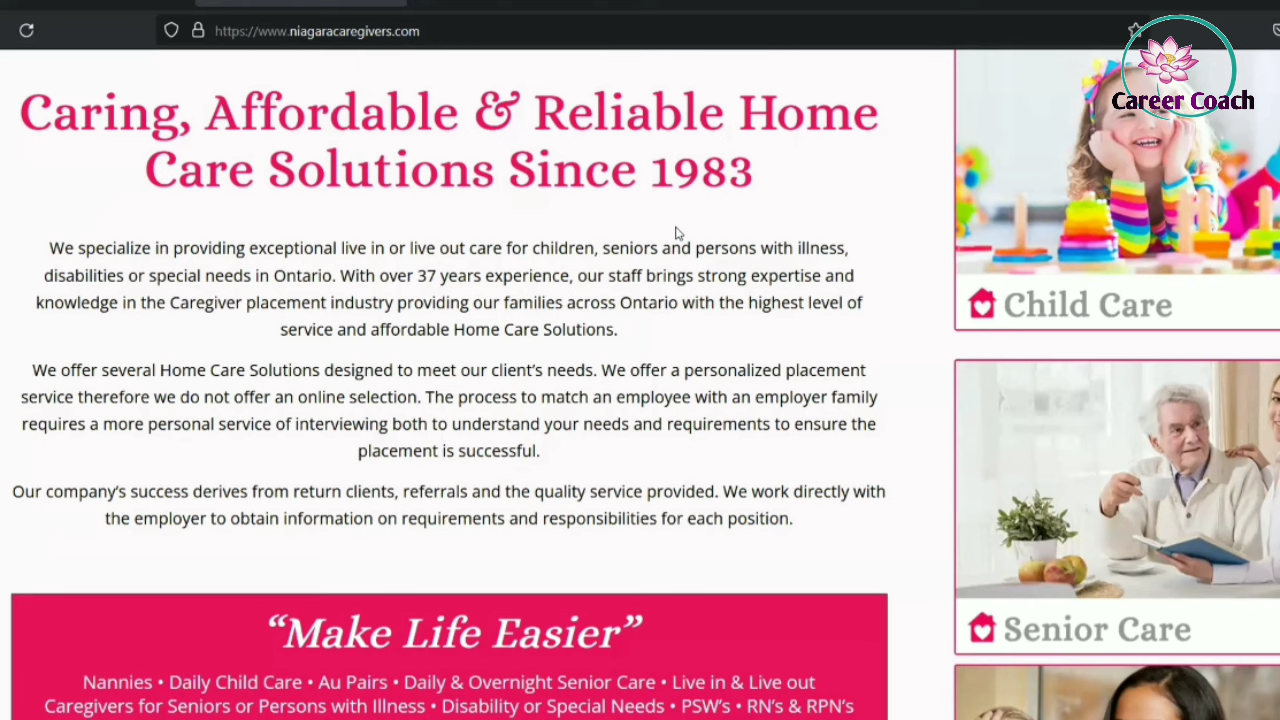 https://www.niagaracaregivers.com
Career Coach
Caring, Affordable & Reliable Home
Care Solutions Since 1983
We specialize in providing exceptional live in or live out care for children, seniors and persons with illness,
disabilities or special needs in Ontario. With over 37 years experience, our staff brings strong expertise and
knowledge in the Caregiver placement industry providing our families across Ontario with the highest level of
service and affordable Home Care Solutions.
We offer several Home Care Solutions designed to meet our client’s needs. We offer a personalized placement
service therefore we do not offer an online selection. The process to match an employee with an employer family
requires a more personal service of interviewing both to understand your needs and requirements to ensure the
placement is successful.
Our company’s success derives from return clients, referrals and the quality service provided. We work directly with
the employer to obtain information on requirements and responsibilities for each position.
“Make Life Easier”
Nannies • Daily Child Care • Au Pairs • Daily & Overnight Senior Care • Live in & Live out
Caregivers for Seniors or Persons with Illness • Disability or Special Needs • PSW’s • RN’s & RPN’s
Child Care
Senior Care